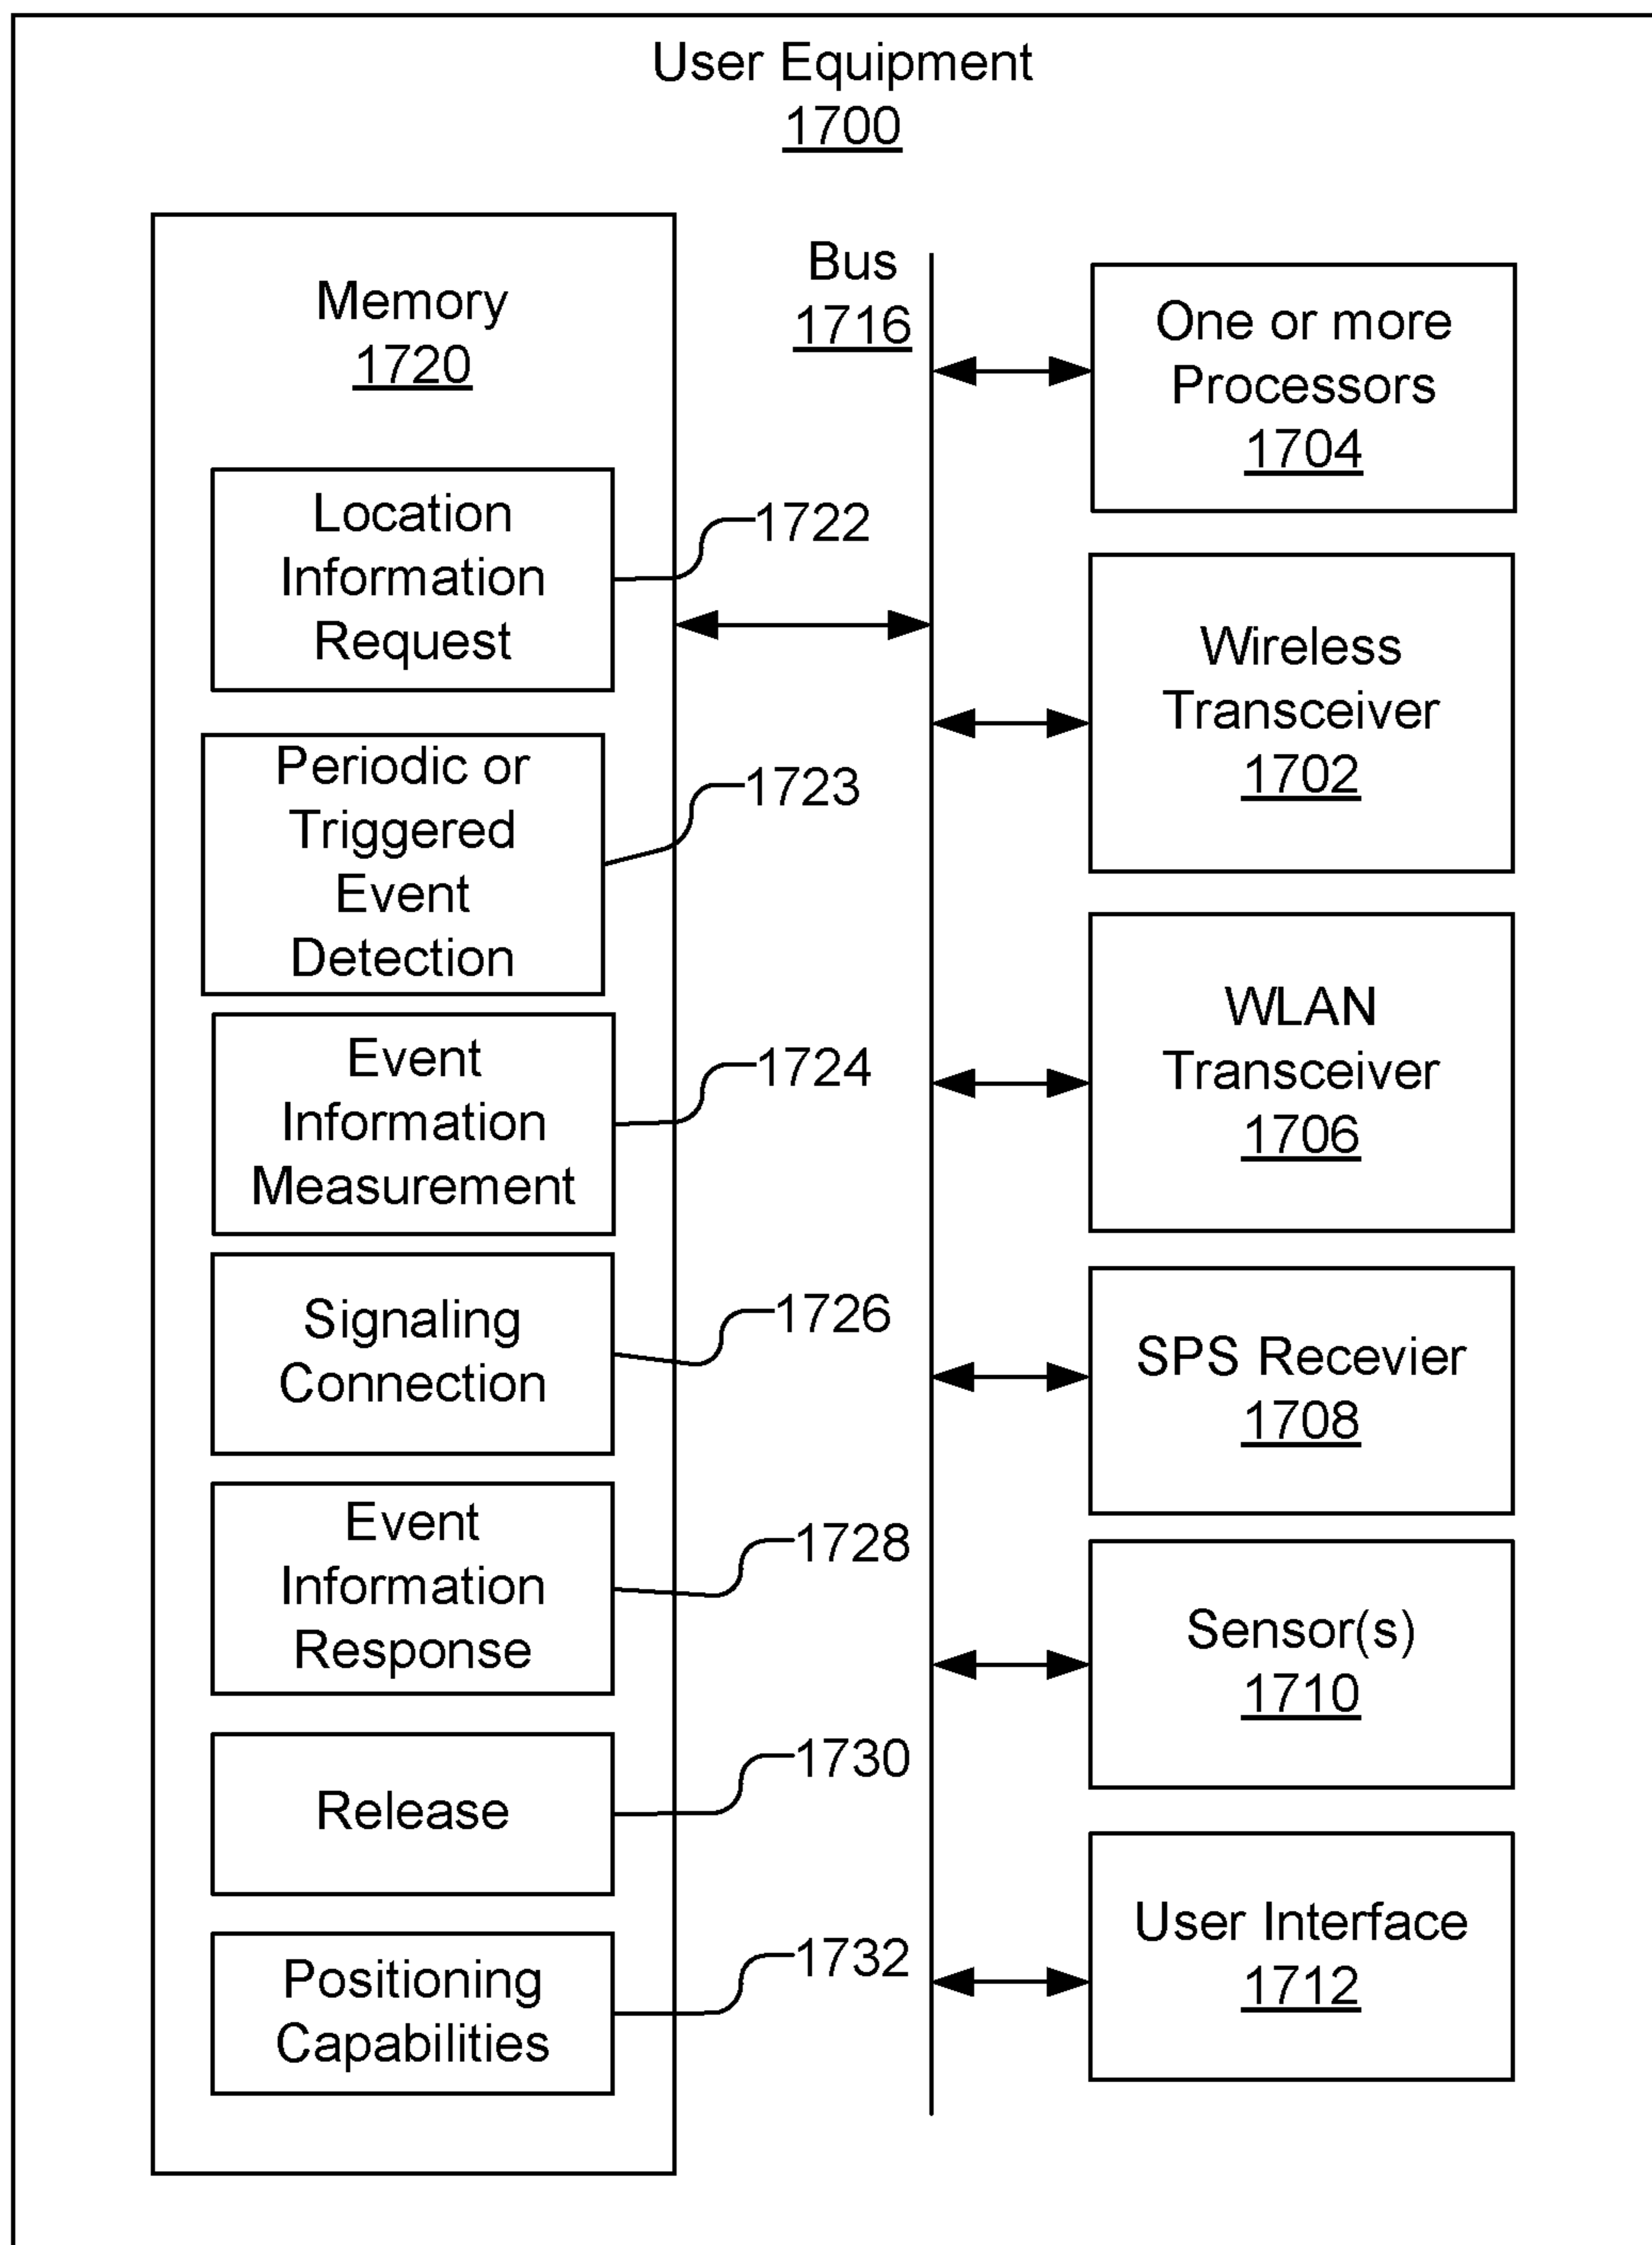 User Equipment
1700
Memory
1720
Location
Information
Request
1722
Periodic or
Triggered
Event
Detection
1723
Event
Information
Measurement
1724
Signaling
Connection
1726
Event
Information
Response
1728
Release
1730
Positioning
Capabilities
1732
Bus
1716
One or more
Processors
1704
Wireless
Transceiver
1702
WLAN
Transceiver
1706
SPS Recevier
1708
Sensor(s)
1710
User Interface
1712